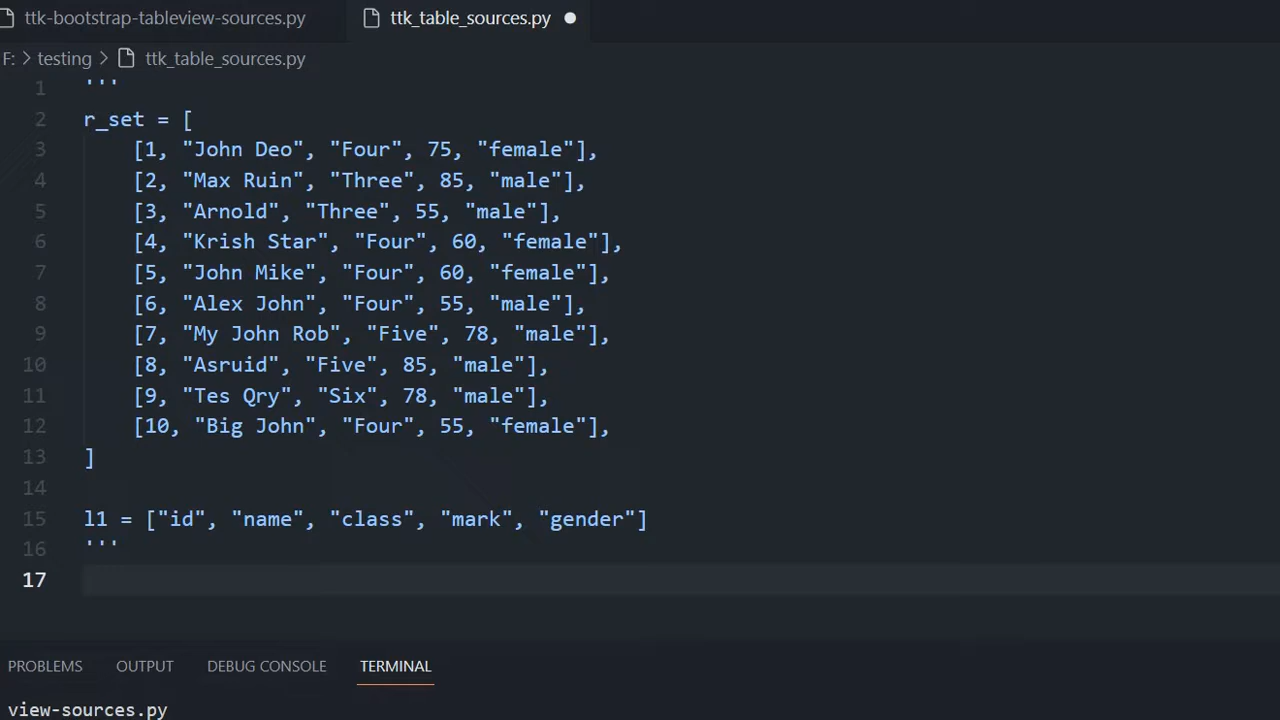 ttk-bootstrap-tableview-sources.py ttk_table_sources.py
F: > testing > ttk_table_sources.py
1 '''
2 r_set = [
3 [1, "John Deo", "Four", 75, "female"],
4 [2, "Max Ruin", "Three", 85, "male"],
5 [3, "Arnold", "Three", 55, "male"],
6 [4, "Krish Star", "Four", 60, "female"],
7 [5, "John Mike", "Four", 60, "female"],
8 [6, "Alex John", "Four", 55, "male"],
9 [7, "My John Rob", "Five", 78, "male"],
10 [8, "Asruid", "Five", 85, "male"],
11 [9, "Tes Qry", "Six", 78, "male"],
12 [10, "Big John", "Four", 55, "female"],
13 ]
14
15 l1 = ["id", "name", "class", "mark", "gender"]
16 '''
17
PROBLEMS OUTPUT DEBUG CONSOLE TERMINAL
view-sources.py